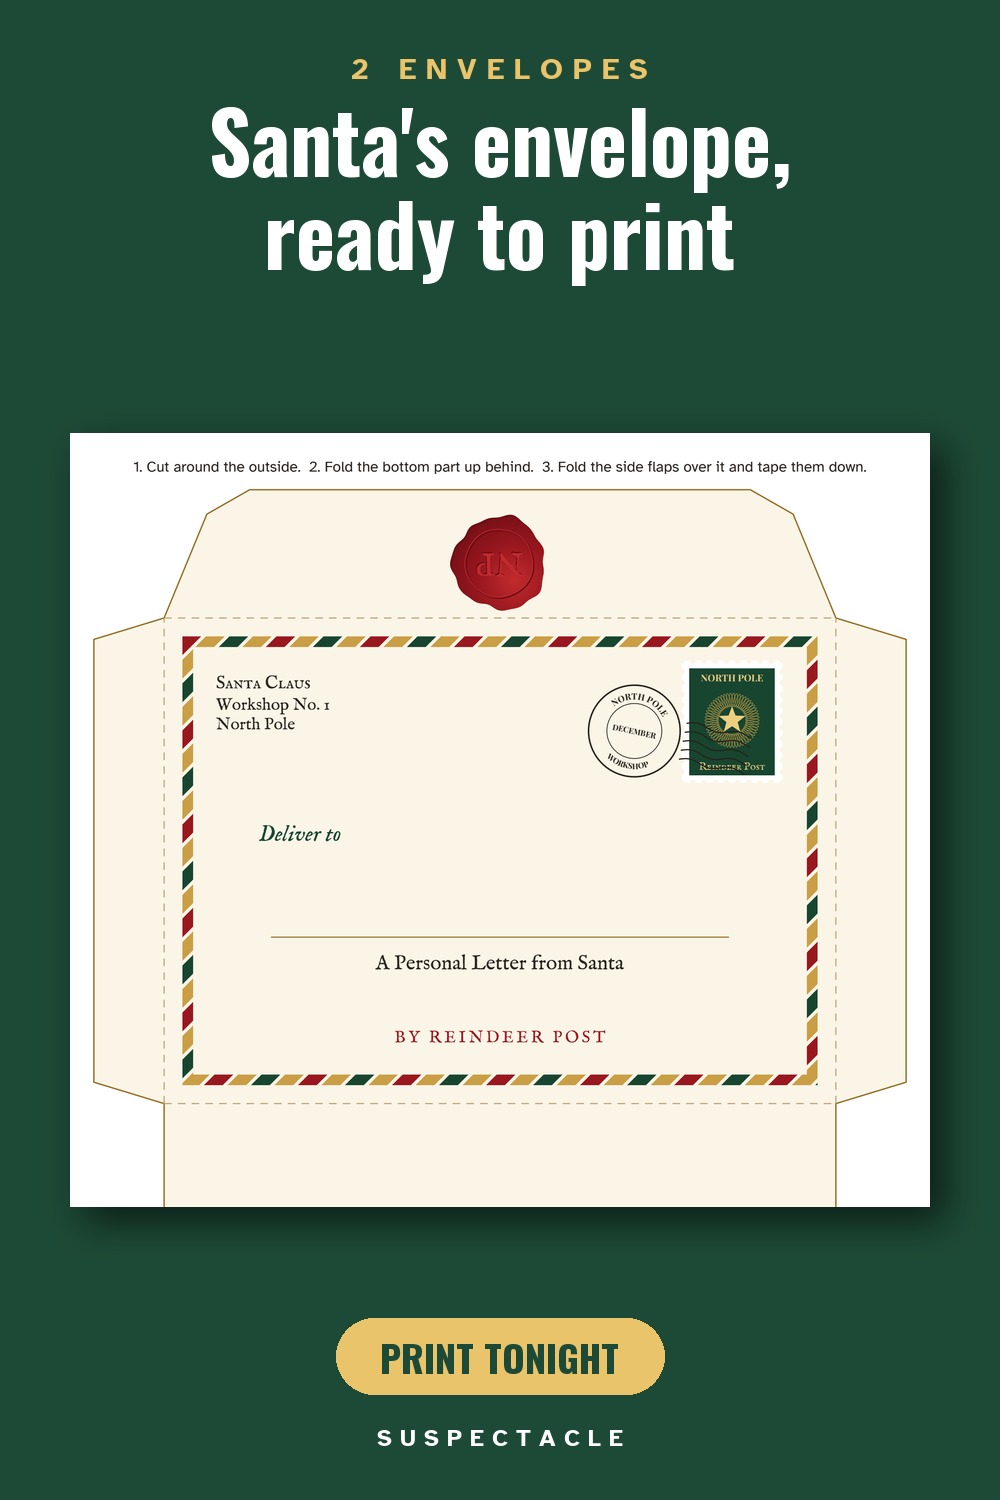 2 ENVELOPES
Santa's envelope,
ready to print
1. Cut around the outside. 2. Fold the bottom part up behind. 3. Fold the side flaps over it and tape them down.
NP
Santa Claus
Workshop No. 1
North Pole
NORTH POLE
DECEMBER
WORKSHOP
NORTH POLE
Reindeer Post
Deliver to
A Personal Letter from Santa
BY REINDEER POST
PRINT TONIGHT
SUSPECTACLE